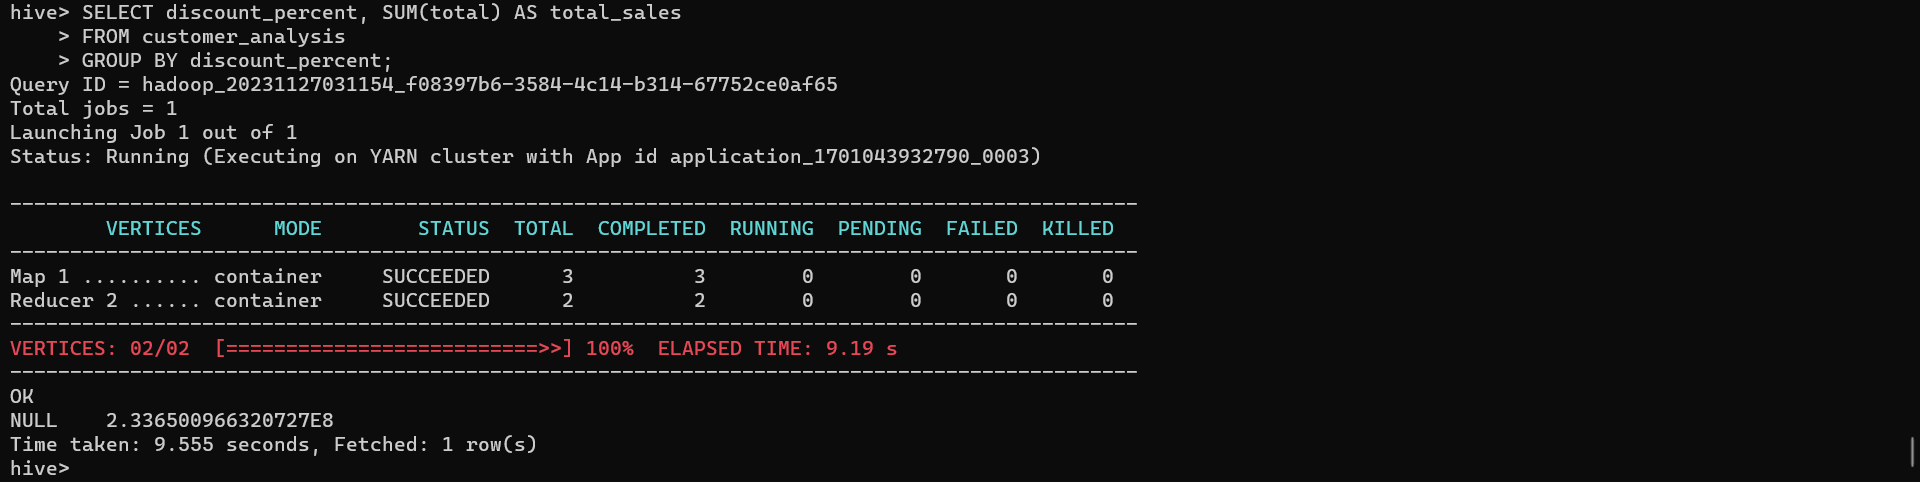 hive> SELECT discount_percent, SUM(total) AS total_sales
    > FROM customer_analysis
    > GROUP BY discount_percent;
Query ID = hadoop_20231127031154_f08397b6-3584-4c14-b314-67752ce0af65
Total jobs = 1
Launching Job 1 out of 1
Status: Running (Executing on YARN cluster with App id application_1701043932790_0003)

----------------------------------------------------------------------------------------------
        VERTICES      MODE        STATUS  TOTAL  COMPLETED  RUNNING  PENDING  FAILED  KILLED
----------------------------------------------------------------------------------------------
Map 1 .......... container     SUCCEEDED      3          3        0        0       0       0
Reducer 2 ...... container     SUCCEEDED      2          2        0        0       0       0
----------------------------------------------------------------------------------------------
VERTICES: 02/02  [==========================>>] 100%  ELAPSED TIME: 9.19 s
----------------------------------------------------------------------------------------------
OK
NULL    2.336500966320727E8
Time taken: 9.555 seconds, Fetched: 1 row(s)
hive>